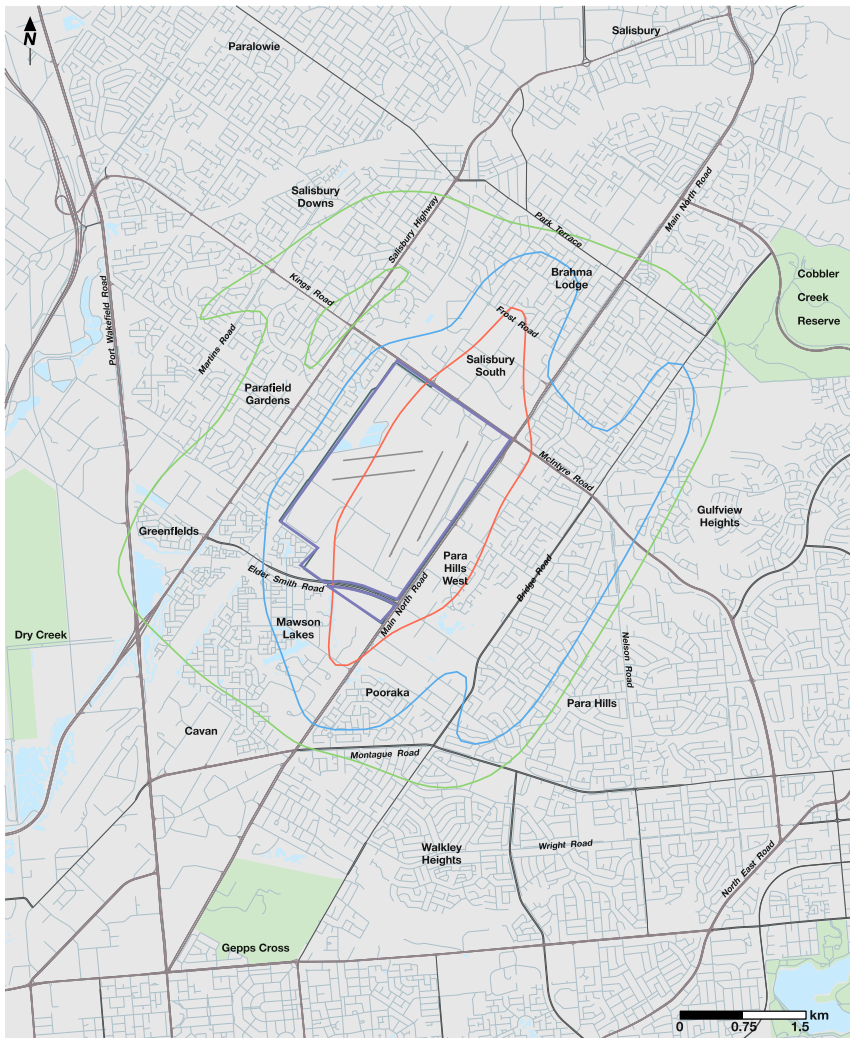 N
Paralowie
Salisbury
Salisbury
Downs
Salisbury Highway
Park Terrace
Main North Road
Brahma
Lodge
Cobbler
Creek
Reserve
Kings Road
Port Wakefield Road
Martins Road
Frost Road
Salisbury
South
Parafield
Gardens
McIntyre Road
Gulfview
Heights
Greenfields
Para
Hills
West
Elder Smith Road
Bridge Road
Main North Road
Mawson
Lakes
Dry Creek
Nelson Road
Pooraka
Para Hills
Cavan
Montague Road
Walkley
Heights
Wright Road
North East Road
Gepps Cross
km
0 0.75 1.5